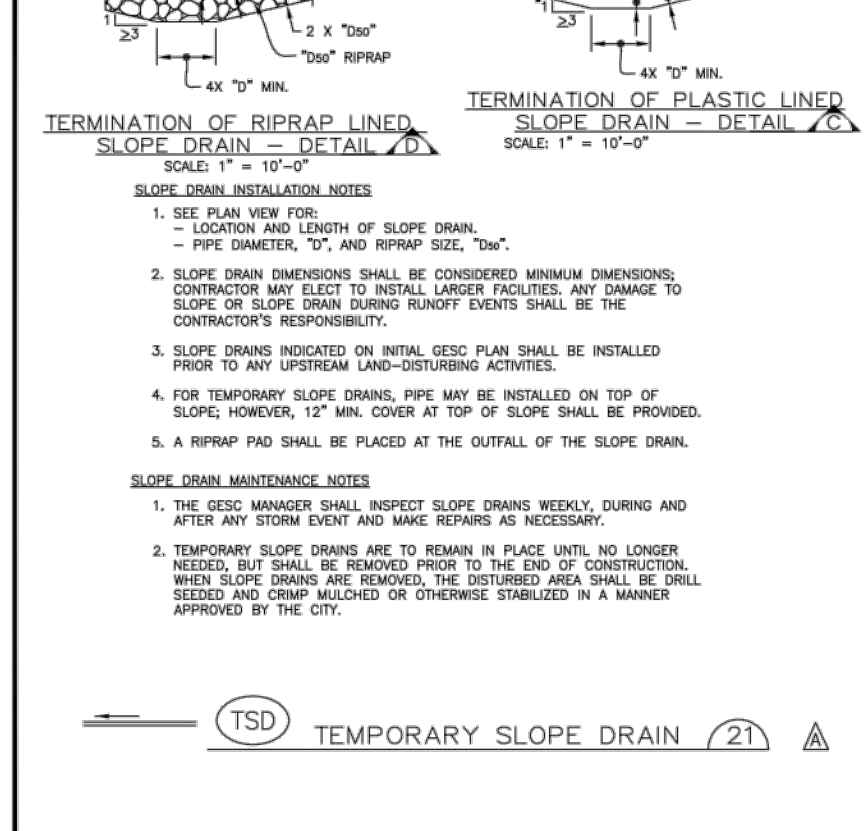 1
≥3
2 X "D50"
"D50" RIPRAP
4X "D" MIN.
TERMINATION OF RIPRAP LINED
SLOPE DRAIN – DETAIL D
SCALE: 1" = 10'–0"
1
≥3
4X "D" MIN.
TERMINATION OF PLASTIC LINED
SLOPE DRAIN – DETAIL C
SCALE: 1" = 10'–0"
SLOPE DRAIN INSTALLATION NOTES
1. SEE PLAN VIEW FOR:
– LOCATION AND LENGTH OF SLOPE DRAIN.
– PIPE DIAMETER, "D", AND RIPRAP SIZE, "D50".
2. SLOPE DRAIN DIMENSIONS SHALL BE CONSIDERED MINIMUM DIMENSIONS;
CONTRACTOR MAY ELECT TO INSTALL LARGER FACILITIES. ANY DAMAGE TO
SLOPE OR SLOPE DRAIN DURING RUNOFF EVENTS SHALL BE THE
CONTRACTOR'S RESPONSIBILITY.
3. SLOPE DRAINS INDICATED ON INITIAL GESC PLAN SHALL BE INSTALLED
PRIOR TO ANY UPSTREAM LAND–DISTURBING ACTIVITIES.
4. FOR TEMPORARY SLOPE DRAINS, PIPE MAY BE INSTALLED ON TOP OF
SLOPE; HOWEVER, 12" MIN. COVER AT TOP OF SLOPE SHALL BE PROVIDED.
5. A RIPRAP PAD SHALL BE PLACED AT THE OUTFALL OF THE SLOPE DRAIN.
SLOPE DRAIN MAINTENANCE NOTES
1. THE GESC MANAGER SHALL INSPECT SLOPE DRAINS WEEKLY, DURING AND
AFTER ANY STORM EVENT AND MAKE REPAIRS AS NECESSARY.
2. TEMPORARY SLOPE DRAINS ARE TO REMAIN IN PLACE UNTIL NO LONGER
NEEDED, BUT SHALL BE REMOVED PRIOR TO THE END OF CONSTRUCTION.
WHEN SLOPE DRAINS ARE REMOVED, THE DISTURBED AREA SHALL BE DRILL
SEEDED AND CRIMP MULCHED OR OTHERWISE STABILIZED IN A MANNER
APPROVED BY THE CITY.
TSD TEMPORARY SLOPE DRAIN 21 A